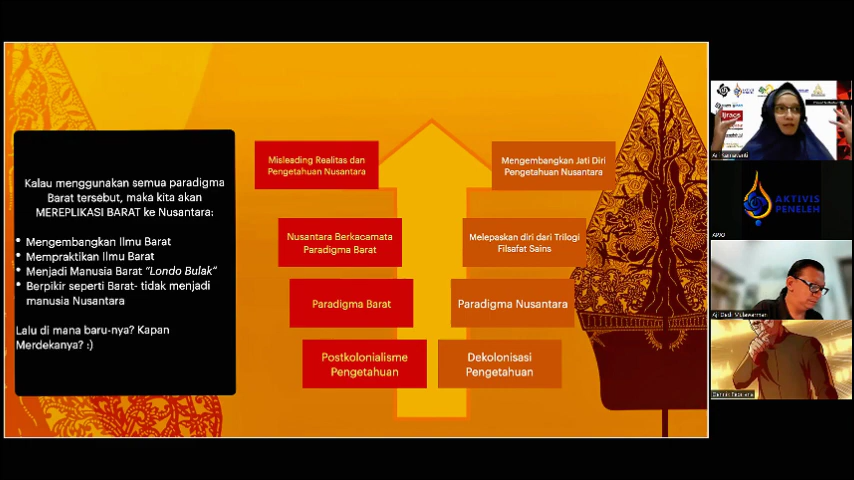 Kalau menggunakan semua paradigma
Barat tersebut, maka kita akan
MEREPLIKASI BARAT ke Nusantara:
• Mengembangkan Ilmu Barat
• Mempraktikan Ilmu Barat
• Menjadi Manusia Barat “Londo Bulak”
• Berpikir seperti Barat- tidak menjadi
manusia Nusantara
Lalu di mana baru-nya? Kapan
Merdekanya? :)
Misleading Realitas dan
Pengetahuan Nusantara
Mengembangkan Jati Diri
Pengetahuan Nusantara
Nusantara Berkacamata
Paradigma Barat
Melepaskan diri dari Trilogi
Filsafat Sains
Paradigma Barat
Paradigma Nusantara
Postkolonialisme
Pengetahuan
Dekolonisasi
Pengetahuan
AKTIVIS
PENELEH
Aji Dedi Mulawarman